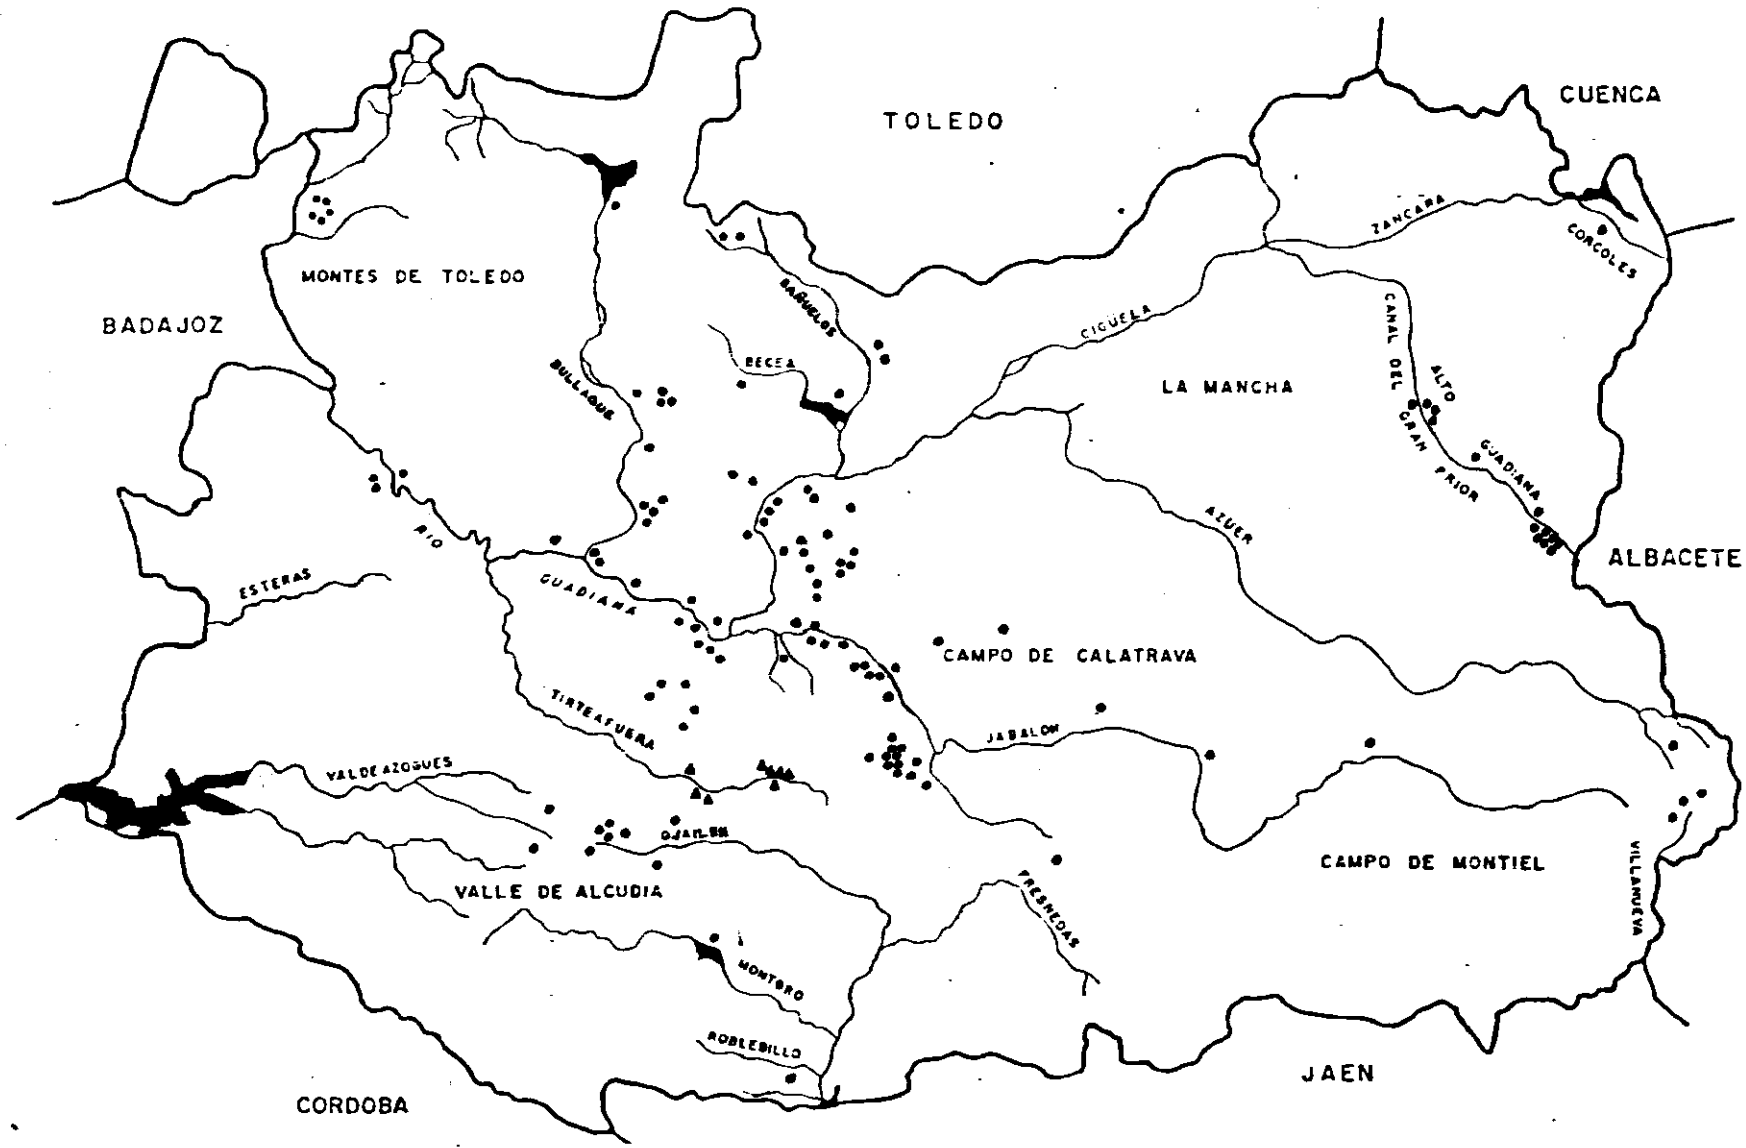 CUENCA
TOLEDO
ZANCARA
CORCOLES
MONTES DE TOLEDO
BADAJOZ
BAÑUELOS
CIGÜELA
CANAL DEL GRAN PRIOR
BECEA
BULLAQUE
LA MANCHA
ALTO
GUADIANA
AZUER
RIO
GUADIANA
ALBACETE
ESTERAS
CAMPO DE CALATRAVA
TIRTEAFUERA
JABALON
VALDEAZOGUES
OJAILEN
CAMPO DE MONTIEL
VILLANUEVA
VALLE DE ALCUDIA
FRESNEDAS
MONTORO
ROBLEDILLO
JAEN
CORDOBA